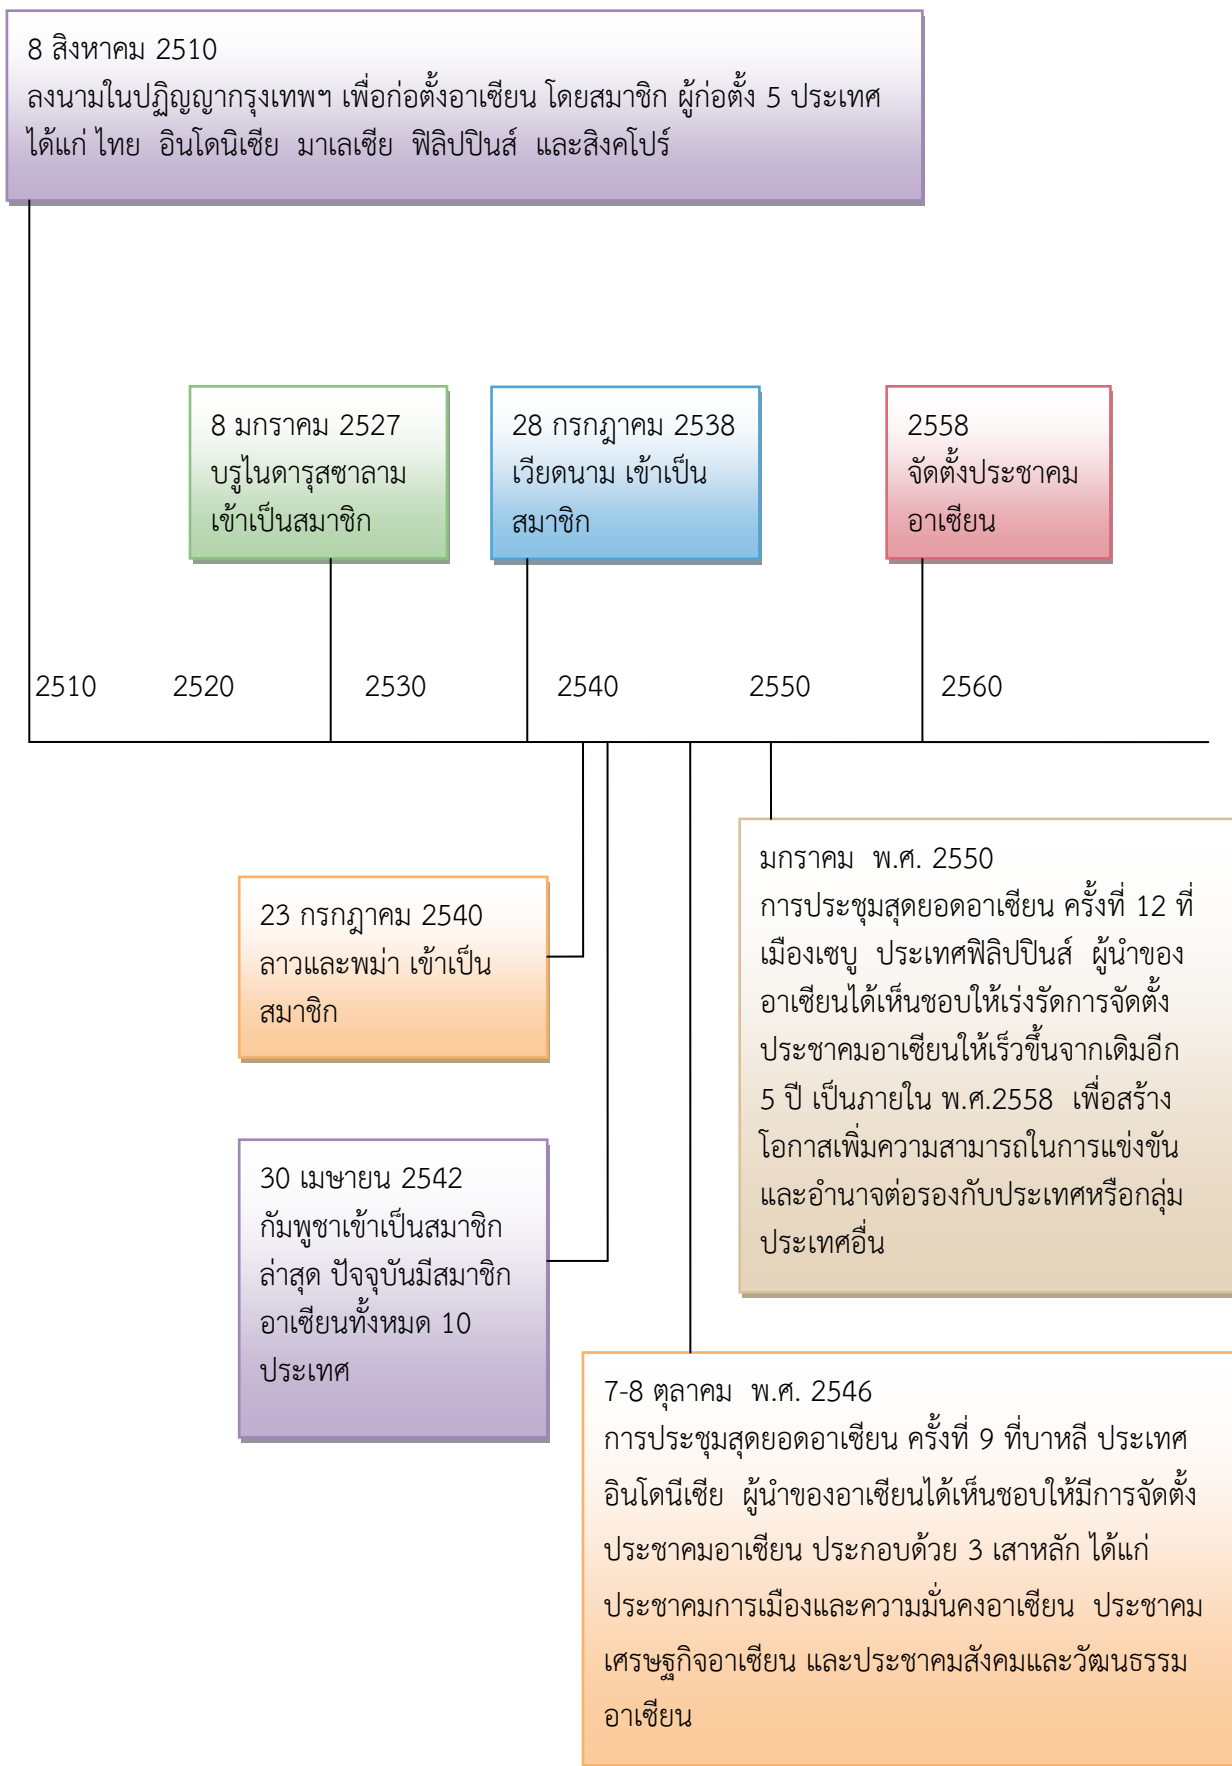 8 สิงหาคม 2510
ลงนามในปฏิญญากรุงเทพฯ เพื่อก่อตั้งอาเซียน โดยสมาชิก ผู้ก่อตั้ง 5 ประเทศ
ได้แก่ ไทย อินโดนิเซีย มาเลเซีย ฟิลิปปินส์ และสิงคโปร์
8 มกราคม 2527
บรูไนดารุสซาลาม
เข้าเป็นสมาชิก
28 กรกฎาคม 2538
เวียดนาม เข้าเป็น
สมาชิก
2558
จัดตั้งประชาคม
อาเซียน
2510 2520 2530 2540 2550 2560
23 กรกฎาคม 2540
ลาวและพม่า เข้าเป็น
สมาชิก
30 เมษายน 2542
กัมพูชาเข้าเป็นสมาชิก
ล่าสุด ปัจจุบันมีสมาชิก
อาเซียนทั้งหมด 10
ประเทศ
มกราคม พ.ศ. 2550
การประชุมสุดยอดอาเซียน ครั้งที่ 12 ที่
เมืองเซบู ประเทศฟิลิปปินส์ ผู้นำของ
อาเซียนได้เห็นชอบให้เร่งรัดการจัดตั้ง
ประชาคมอาเซียนให้เร็วขึ้นจากเดิมอีก
5 ปี เป็นภายใน พ.ศ.2558 เพื่อสร้าง
โอกาสเพิ่มความสามารถในการแข่งขัน
และอำนาจต่อรองกับประเทศหรือกลุ่ม
ประเทศอื่น
7-8 ตุลาคม พ.ศ. 2546
การประชุมสุดยอดอาเซียน ครั้งที่ 9 ที่บาหลี ประเทศ
อินโดนีเซีย ผู้นำของอาเซียนได้เห็นชอบให้มีการจัดตั้ง
ประชาคมอาเซียน ประกอบด้วย 3 เสาหลัก ได้แก่
ประชาคมการเมืองและความมั่นคงอาเซียน ประชาคม
เศรษฐกิจอาเซียน และประชาคมสังคมและวัฒนธรรม
อาเซียน